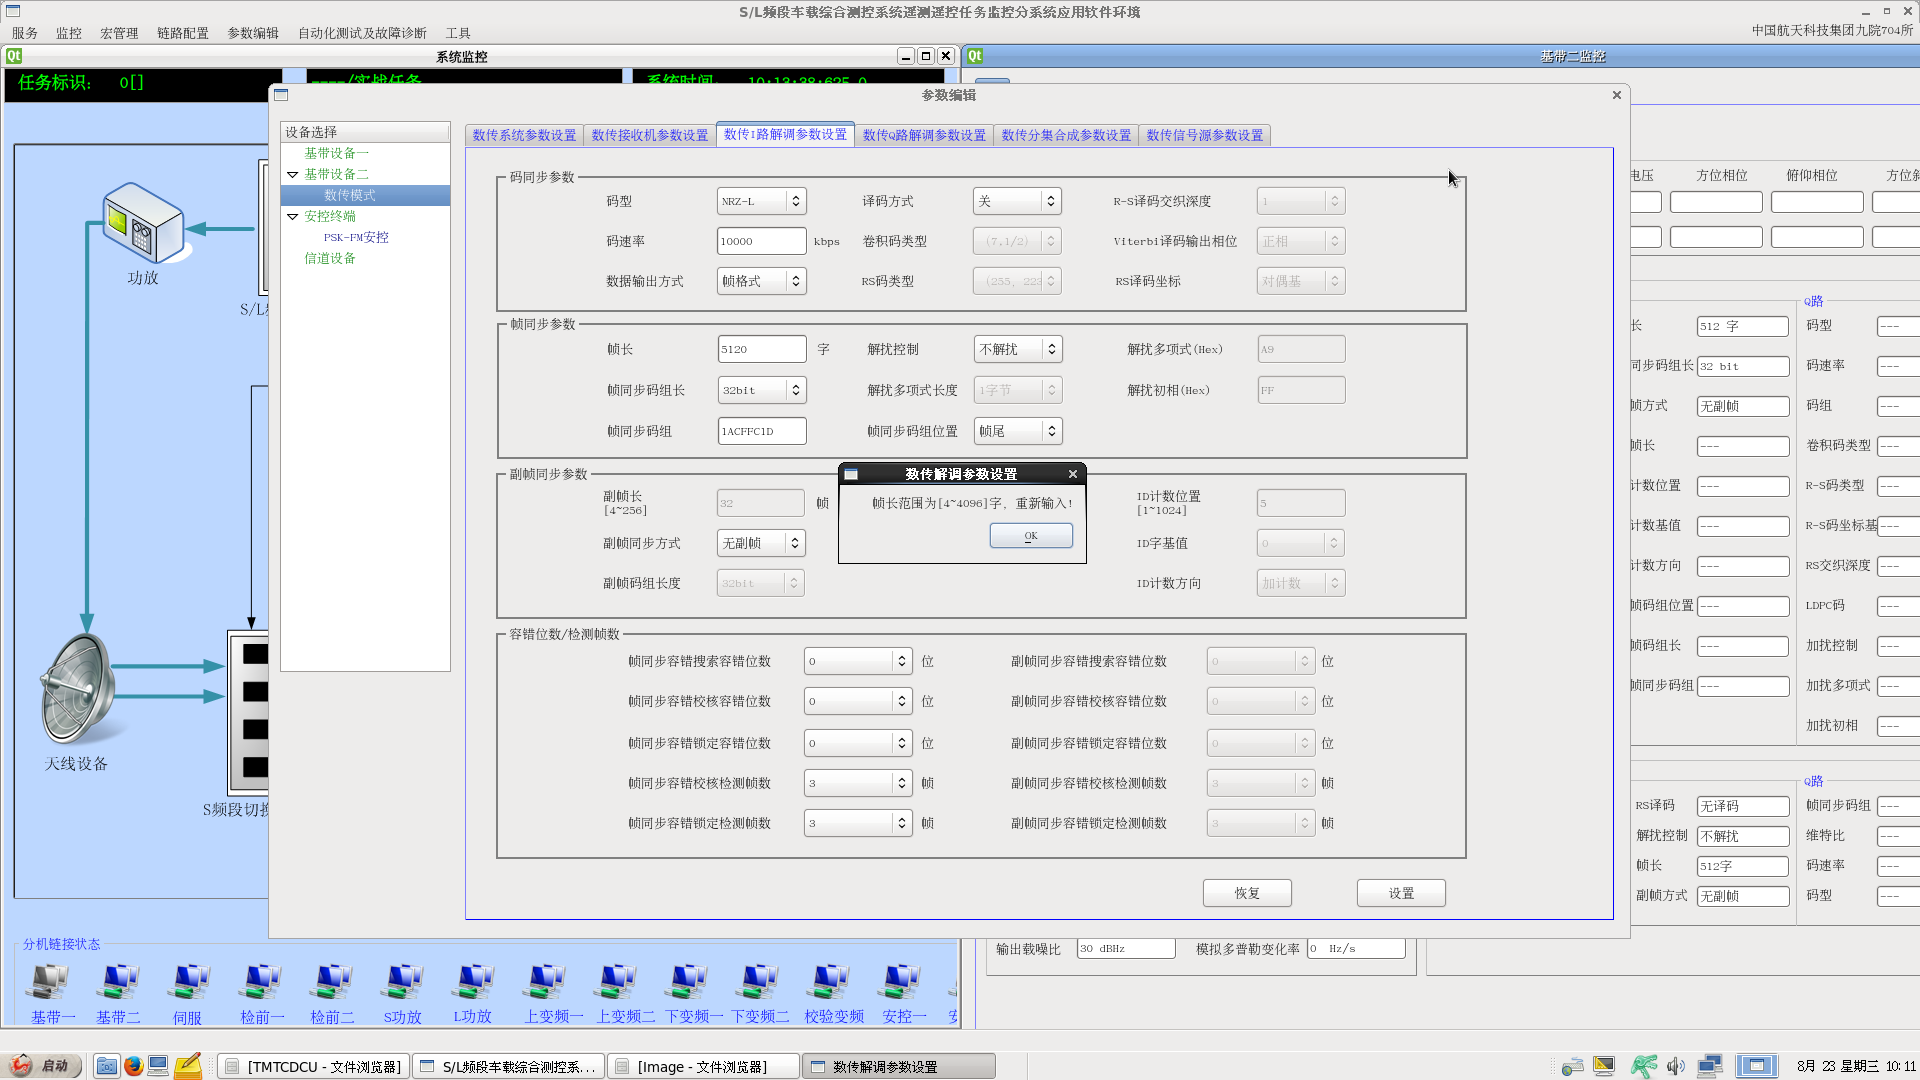 S/L频段车载综合测控系统遥测遥控任务监控分系统应用软件环境
服务 监控 宏管理 链路配置 参数编辑 自动化测试及故障诊断 工具
中国航天科技集团九院704所
系统监控
基带二监控
任务标识: 0[]
----/实战任务
系统时间: 10:13:38:625.0
参数编辑
设备选择
基带设备一
基带设备二
数传模式
安控终端
PSK-FM安控
信道设备
数传系统参数设置 数传接收机参数设置 数传I路解调参数设置 数传Q路解调参数设置 数传分集合成参数设置 数传信号源参数设置
码同步参数
码型 NRZ-L 译码方式 关 R-S译码交织深度 1
码速率 10000 kbps 卷积码类型 (7,1/2) Viterbi译码输出相位 正相
数据输出方式 帧格式 RS码类型 (255, 223 RS译码坐标 对偶基
帧同步参数
帧长 5120 字 解扰控制 不解扰 解扰多项式(Hex) A9
帧同步码组长 32bit 解扰多项式长度 1字节 解扰初相(Hex) FF
帧同步码组 1ACFFC1D 帧同步码组位置 帧尾
副帧同步参数
副帧长 [4~256] 32 帧 ID计数位置 [1~1024] 5
副帧同步方式 无副帧 ID字基值 0
副帧码组长度 32bit ID计数方向 加计数
数传解调参数设置
帧长范围为[4~4096]字, 重新输入!
OK
容错位数/检测帧数
帧同步容错搜索容错位数 0 位 副帧同步容错搜索容错位数 0 位
帧同步容错校核容错位数 0 位 副帧同步容错校核容错位数 0 位
帧同步容错锁定容错位数 0 位 副帧同步容错锁定容错位数 0 位
帧同步容错校核检测帧数 3 帧 副帧同步容错校核检测帧数 3 帧
帧同步容错锁定检测帧数 3 帧 副帧同步容错锁定检测帧数 3 帧
恢复 设置
功放
S/L
天线设备
S频段切换
电压 方位相位 俯仰相位 方位
Q路
长 512 字 码型 ---
同步码组长 32 bit 码速率 ---
帧方式 无副帧 码组 ---
帧长 --- 卷积码类型 ---
计数位置 --- R-S码类型 ---
计数基值 --- R-S码坐标基 ---
计数方向 --- RS交织深度 ---
帧码组位置 --- LDPC码 ---
帧码组长 --- 加扰控制 ---
帧同步码组 --- 加扰多项式 ---
加扰初相 ---
Q路
RS译码 无译码 帧同步码组 ---
解扰控制 不解扰 维特比 ---
帧长 512字 码速率 ---
副帧方式 无副帧 码型 ---
输出载噪比 30 dBHz 模拟多普勒变化率 0 Hz/s
分机链接状态
基带一 基带二 伺服 检前一 检前二 S功放 L功放 上变频一 上变频二 下变频一 下变频二 校验变频 安控一
启动 [TMTCDCU - 文件浏览器] S/L频段车载综合测控系... [Image - 文件浏览器] 数传解调参数设置 8月 23 星期三 10:11